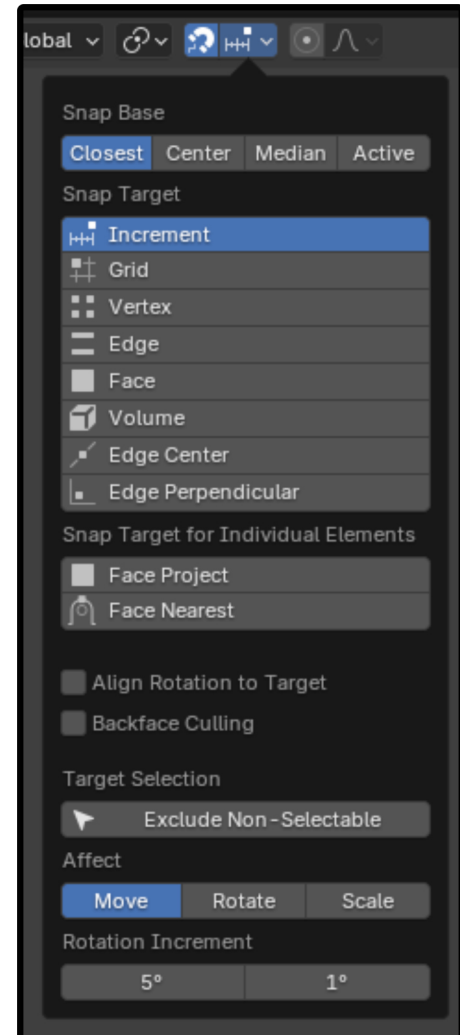 lobal
Snap Base
Closest Center Median Active
Snap Target
Increment
Grid
Vertex
Edge
Face
Volume
Edge Center
Edge Perpendicular
Snap Target for Individual Elements
Face Project
Face Nearest
Align Rotation to Target
Backface Culling
Target Selection
Exclude Non-Selectable
Affect
Move Rotate Scale
Rotation Increment
5° 1°